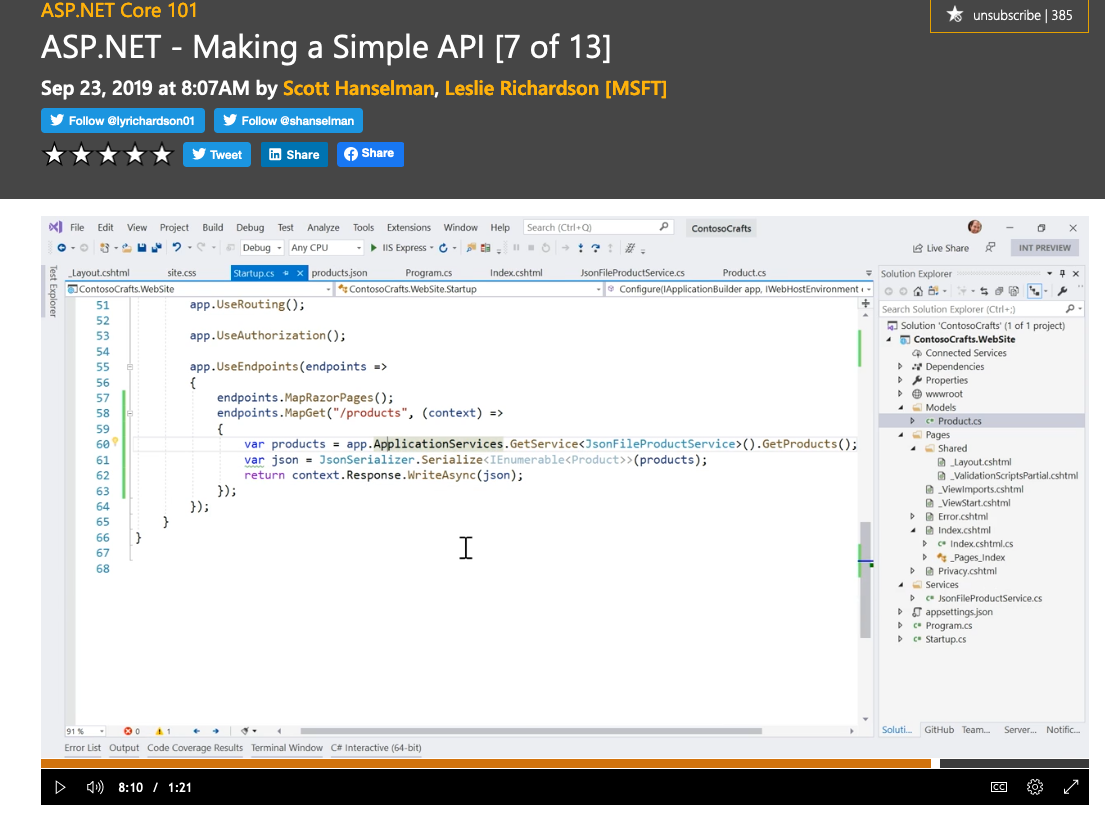 ASP.NET Core 101
unsubscribe | 385
ASP.NET - Making a Simple API [7 of 13]
Sep 23, 2019 at 8:07AM by Scott Hanselman, Leslie Richardson [MSFT]
Follow @lyrichardson01 Follow @shanselman
Tweet Share Share
File Edit View Project Build Debug Test Analyze Tools Extensions Window Help Search (Ctrl+Q) ContosoCrafts
Debug Any CPU IIS Express Live Share INT PREVIEW
Test Explorer
_Layout.cshtml site.css Startup.cs products.json Program.cs Index.cshtml JsonFileProductService.cs Product.cs
ContosoCrafts.WebSite ContosoCrafts.WebSite.Startup Configure(IApplicationBuilder app, IWebHostEnvironment
51 app.UseRouting();
52
53 app.UseAuthorization();
54
55 app.UseEndpoints(endpoints =>
56 {
57 endpoints.MapRazorPages();
58 endpoints.MapGet("/products", (context) =>
59 {
60 var products = app.ApplicationServices.GetService<JsonFileProductService>().GetProducts();
61 var json = JsonSerializer.Serialize<IEnumerable<Product>>(products);
62 return context.Response.WriteAsync(json);
63 });
64 });
65 }
66 }
67
68
Solution Explorer
Search Solution Explorer (Ctrl+;)
Solution 'ContosoCrafts' (1 of 1 project)
ContosoCrafts.WebSite
Connected Services
Dependencies
Properties
wwwroot
Models
C# Product.cs
Pages
Shared
_Layout.cshtml
_ValidationScriptsPartial.cshtml
_ViewImports.cshtml
_ViewStart.cshtml
Error.cshtml
Index.cshtml
C# Index.cshtml.cs
_Pages_Index
Privacy.cshtml
Services
C# JsonFileProductService.cs
appsettings.json
C# Program.cs
C# Startup.cs
91 % 0 1
Soluti... GitHub Team... Server... Notific...
Error List Output Code Coverage Results Terminal Window C# Interactive (64-bit)
8:10 / 1:21 CC